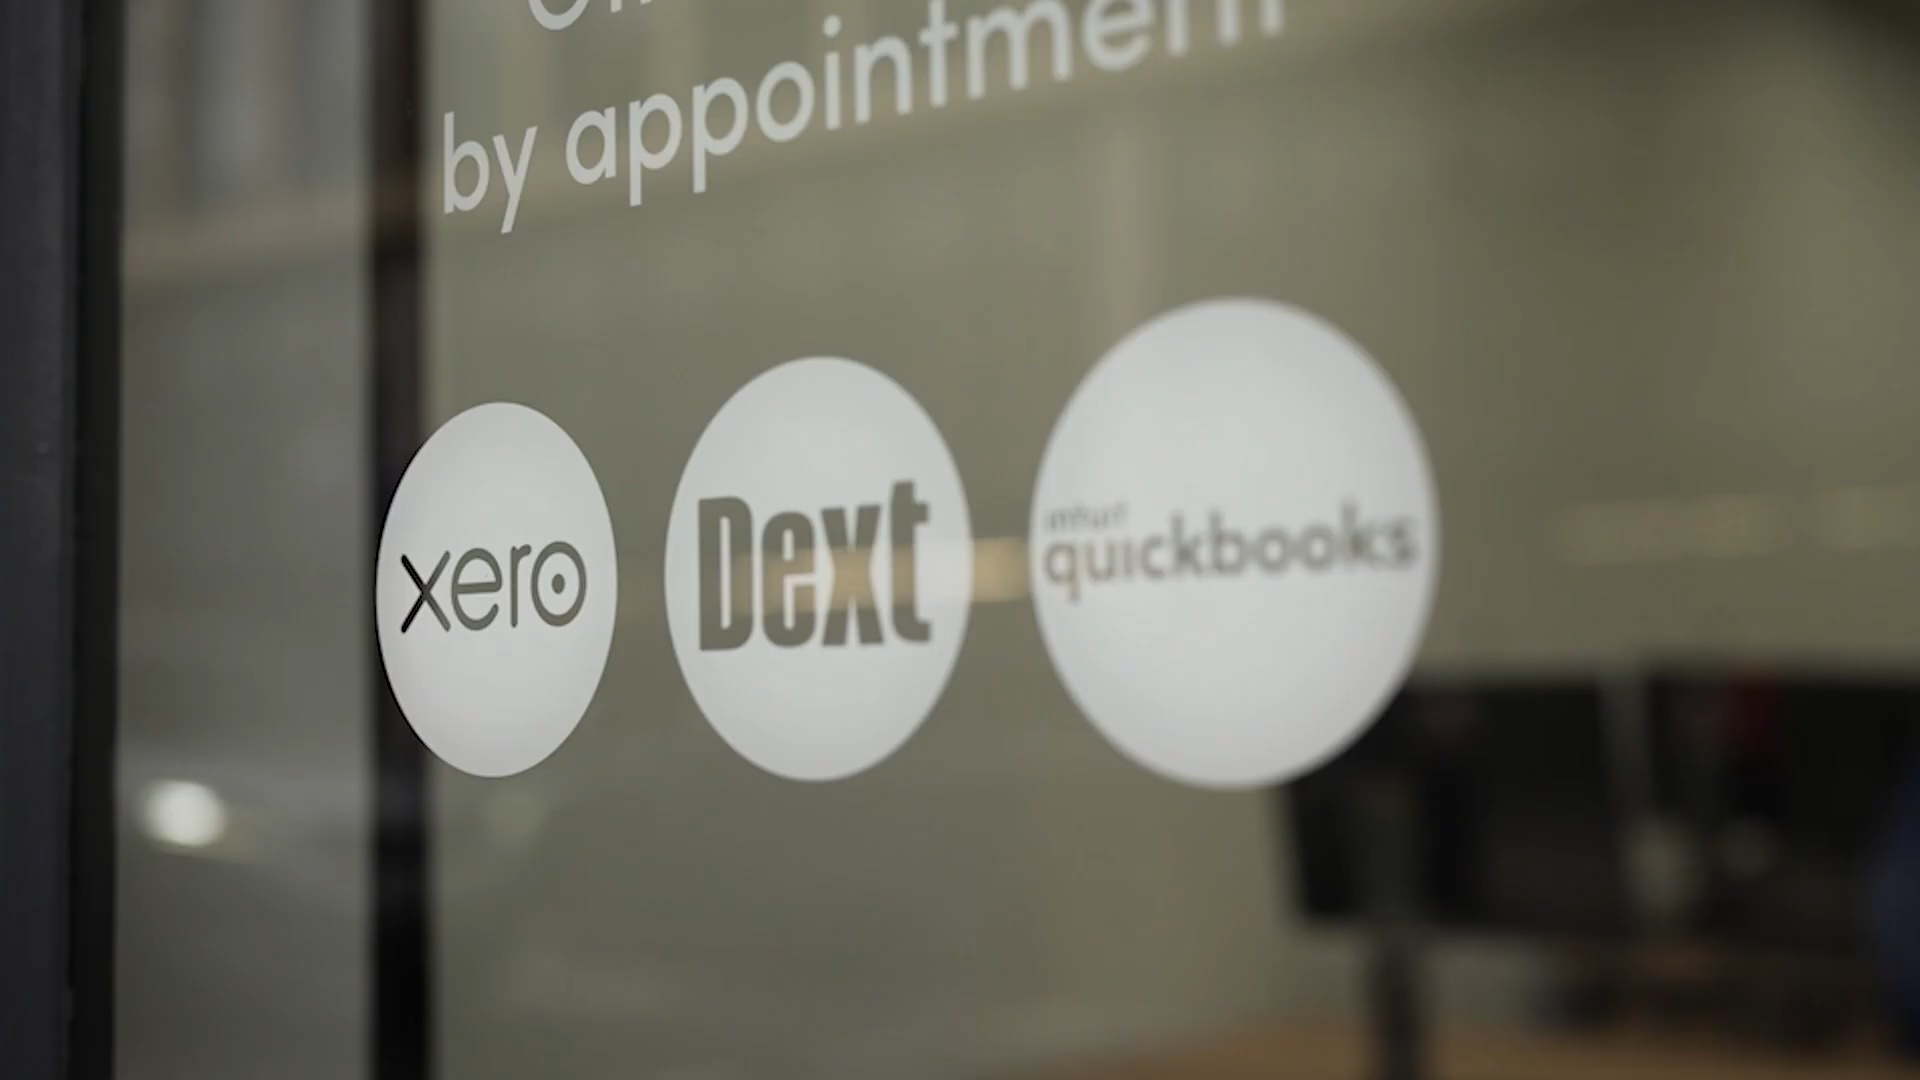 by appointment
xero
Dext
intuit
quickbooks